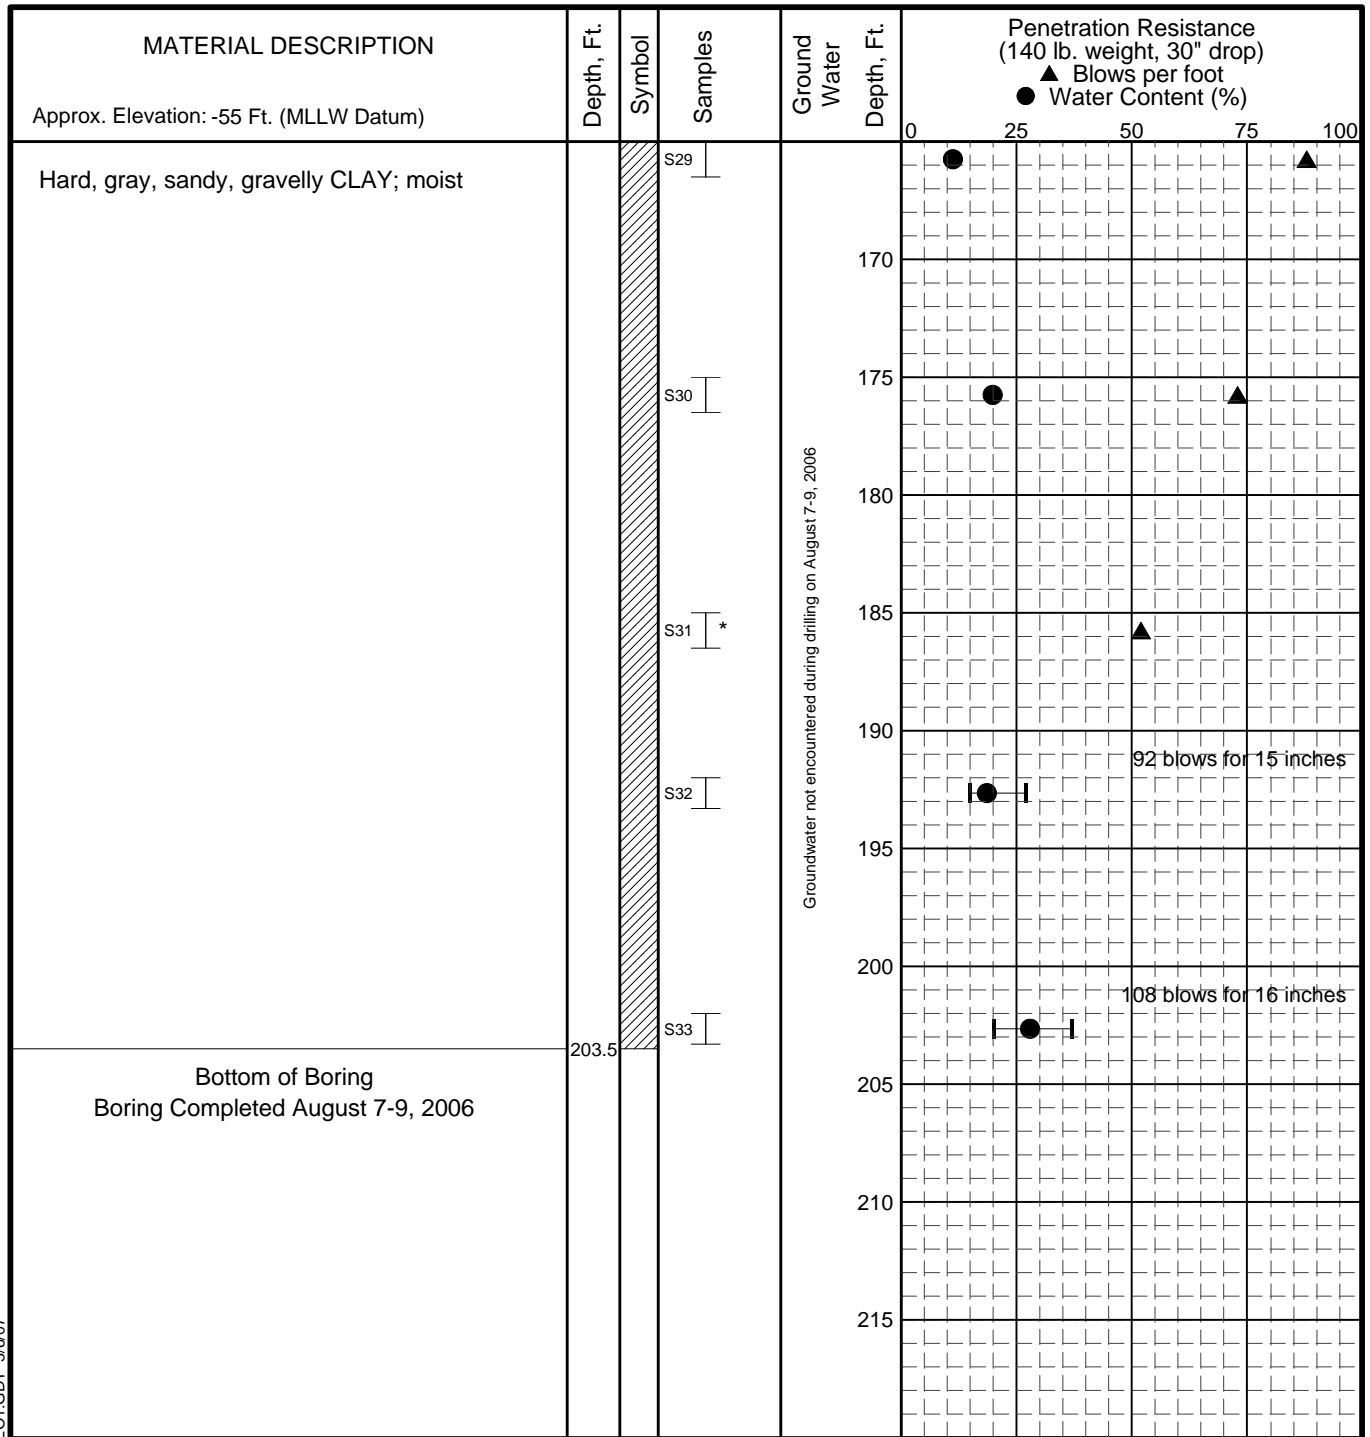 MATERIAL DESCRIPTION
Approx. Elevation: -55 Ft. (MLLW Datum)
Depth, Ft.
Symbol
Samples
Ground
Water
Depth, Ft.
Penetration Resistance
(140 lb. weight, 30" drop)
▲ Blows per foot
● Water Content (%)
0 25 50 75 100
Hard, gray, sandy, gravelly CLAY; moist
S29
170
175
S30
180
185
S31 *
190
92 blows for 15 inches
S32
195
200
108 blows for 16 inches
S33
203.5
205
210
215
Groundwater not encountered during drilling on August 7-9, 2006
Bottom of Boring
Boring Completed August 7-9, 2006